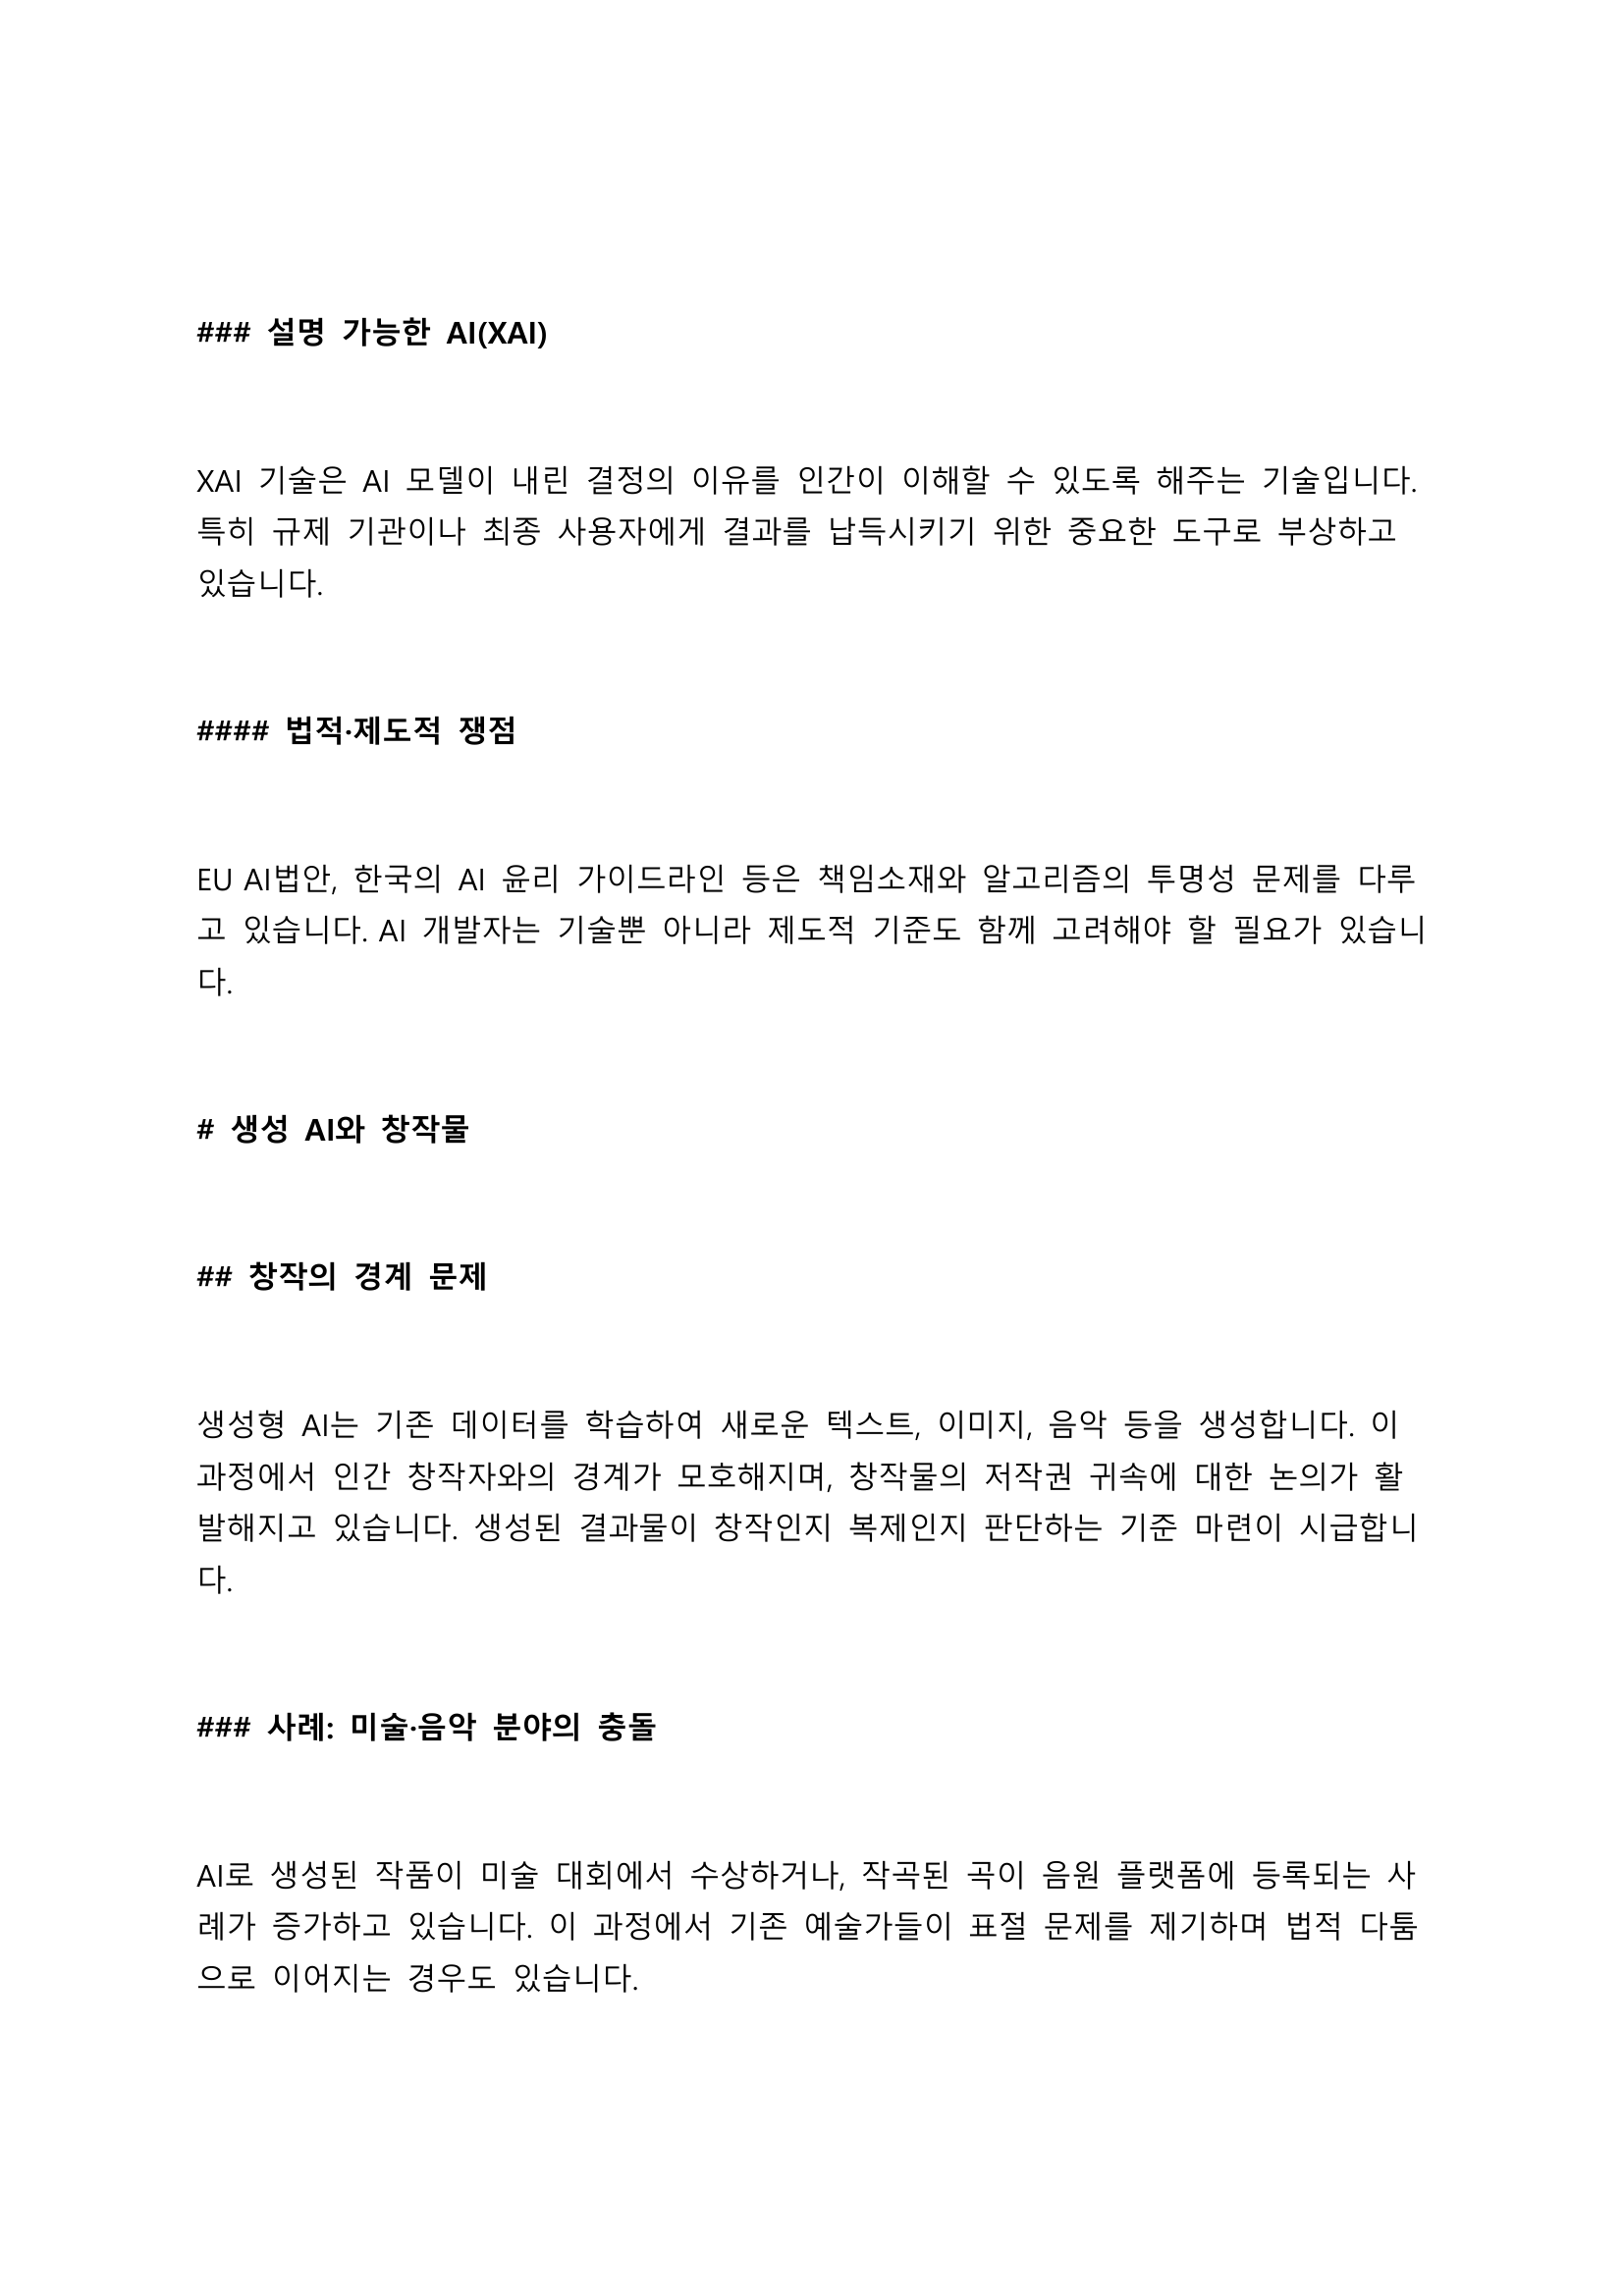 ### 설명 가능한 AI(XAI)
XAI 기술은 AI 모델이 내린 결정의 이유를 인간이 이해할 수 있도록 해주는 기술입니다.
특히 규제 기관이나 최종 사용자에게 결과를 납득시키기 위한 중요한 도구로 부상하고
있습니다.
#### 법적·제도적 쟁점
EU AI법안, 한국의 AI 윤리 가이드라인 등은 책임소재와 알고리즘의 투명성 문제를 다루
고 있습니다. AI 개발자는 기술뿐 아니라 제도적 기준도 함께 고려해야 할 필요가 있습니
다.
# 생성 AI와 창작물
## 창작의 경계 문제
생성형 AI는 기존 데이터를 학습하여 새로운 텍스트, 이미지, 음악 등을 생성합니다. 이
과정에서 인간 창작자와의 경계가 모호해지며, 창작물의 저작권 귀속에 대한 논의가 활
발해지고 있습니다. 생성된 결과물이 창작인지 복제인지 판단하는 기준 마련이 시급합니
다.
### 사례: 미술·음악 분야의 충돌
AI로 생성된 작품이 미술 대회에서 수상하거나, 작곡된 곡이 음원 플랫폼에 등록되는 사
례가 증가하고 있습니다. 이 과정에서 기존 예술가들이 표절 문제를 제기하며 법적 다툼
으로 이어지는 경우도 있습니다.